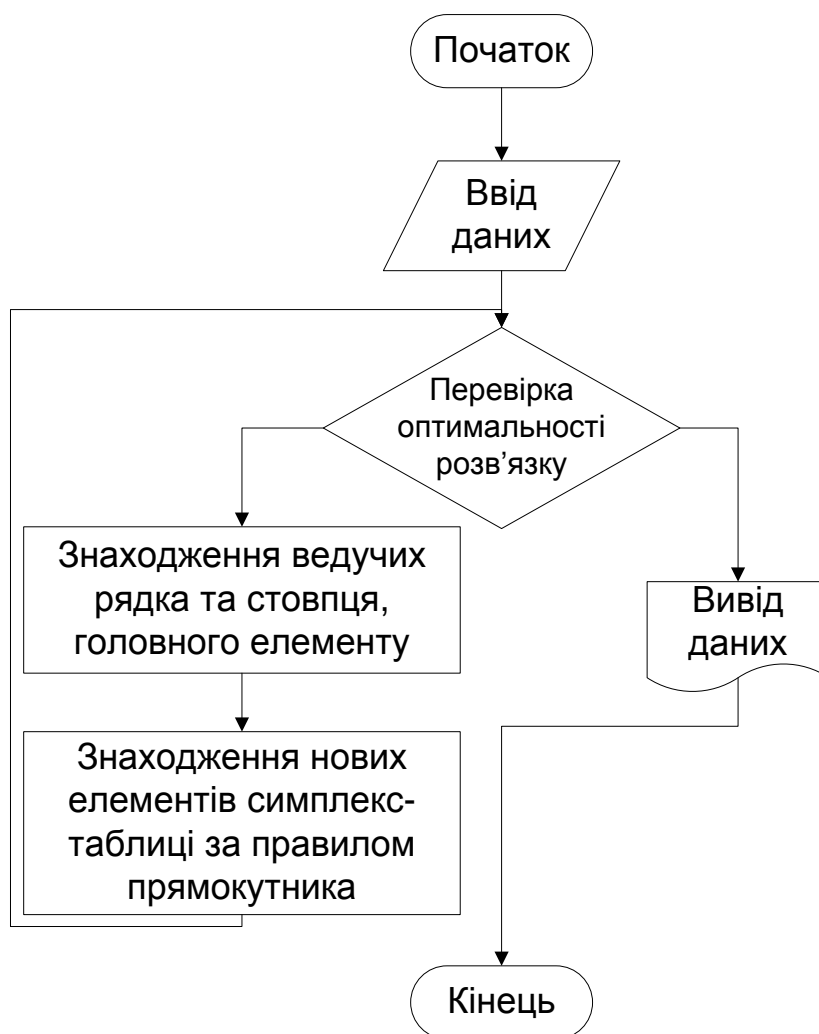 Початок
Ввід
даних
Перевірка
оптимальності
розв’язку
Знаходження ведучих
рядка та стовпця,
головного елементу
Вивід
даних
Знаходження нових
елементів симплекс-
таблиці за правилом
прямокутника
Кінець